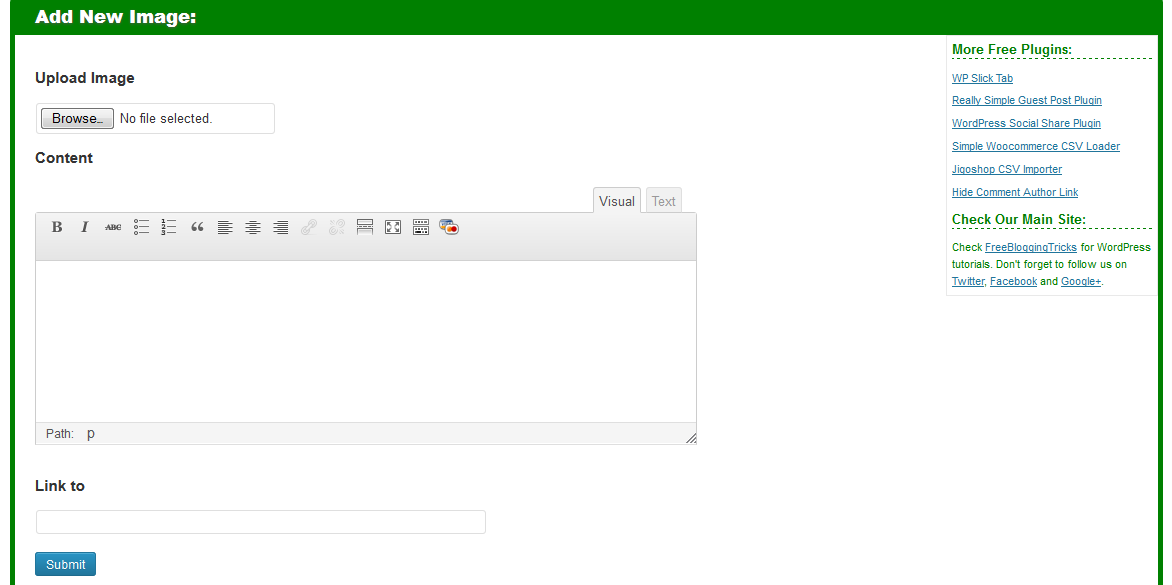 Add New Image:
Upload Image
Browse..
No file selected.
Content
Visual
Text
B
I
ABC
Path: p
Link to
Submit
More Free Plugins:
WP Slick Tab
Really Simple Guest Post Plugin
WordPress Social Share Plugin
Simple Woocommerce CSV Loader
Jigoshop CSV Importer
Hide Comment Author Link
Check Our Main Site:
Check FreeBloggingTricks for WordPress
tutorials. Don't forget to follow us on
Twitter, Facebook and Google+.